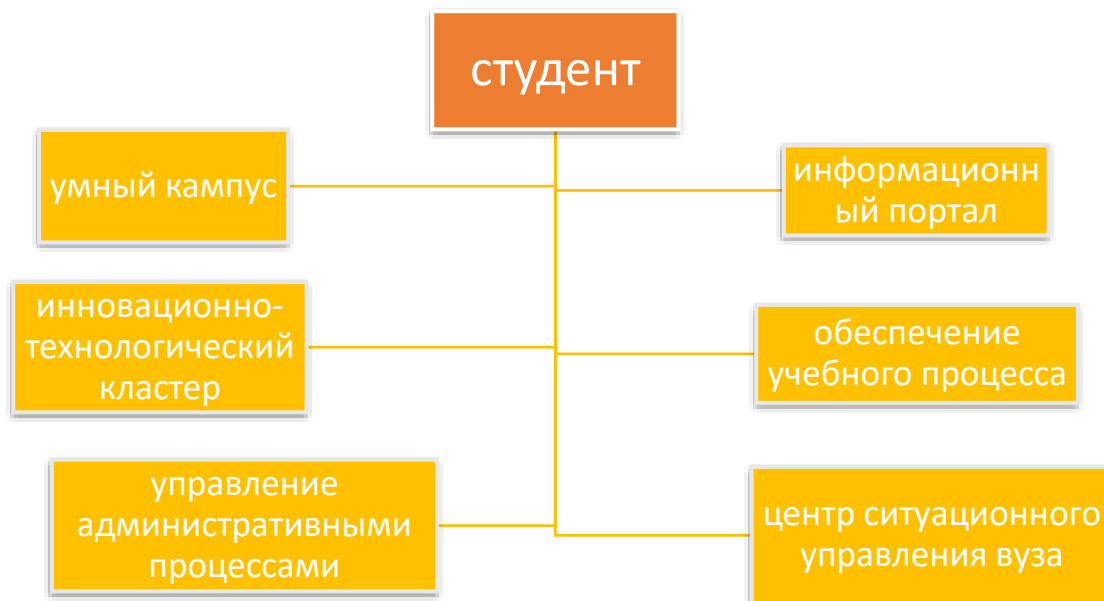 студент
умный кампус
информационн
ый портал
инновационно-
технологический
кластер
обеспечение
учебного процесса
управление
административными
процессами
центр ситуационного
управления вуза